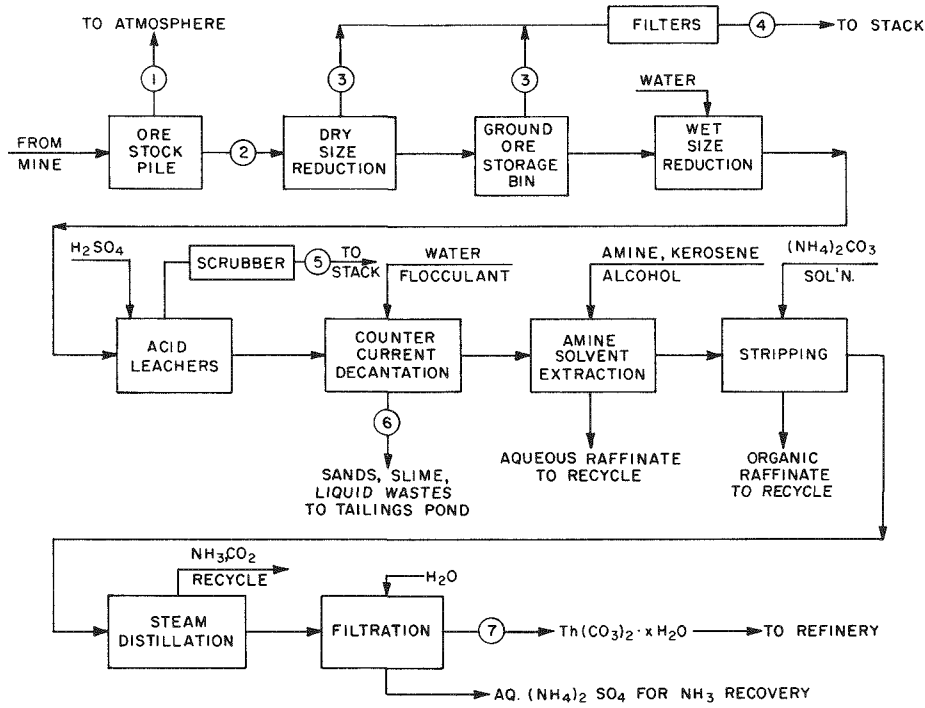 TO ATMOSPHERE
FILTERS
4
TO STACK
1
3
3
WATER
FROM
MINE
ORE
STOCK
PILE
2
DRY
SIZE
REDUCTION
GROUND
ORE
STORAGE
BIN
WET
SIZE
REDUCTION
H₂SO₄
SCRUBBER
5
TO
STACK
WATER
FLOCCULANT
AMINE, KEROSENE
ALCOHOL
(NH₄)₂CO₃
SOL'N.
ACID
LEACHERS
COUNTER
CURRENT
DECANTATION
AMINE
SOLVENT
EXTRACTION
STRIPPING
6
SANDS, SLIME,
LIQUID WASTES
TO TAILINGS POND
AQUEOUS RAFFINATE
TO RECYCLE
ORGANIC
RAFFINATE
TO RECYCLE
NH₃,CO₂
RECYCLE
H₂O
STEAM
DISTILLATION
FILTRATION
7
Th(CO₃)₂·xH₂O
TO REFINERY
AQ. (NH₄)₂ SO₄ FOR NH₃ RECOVERY